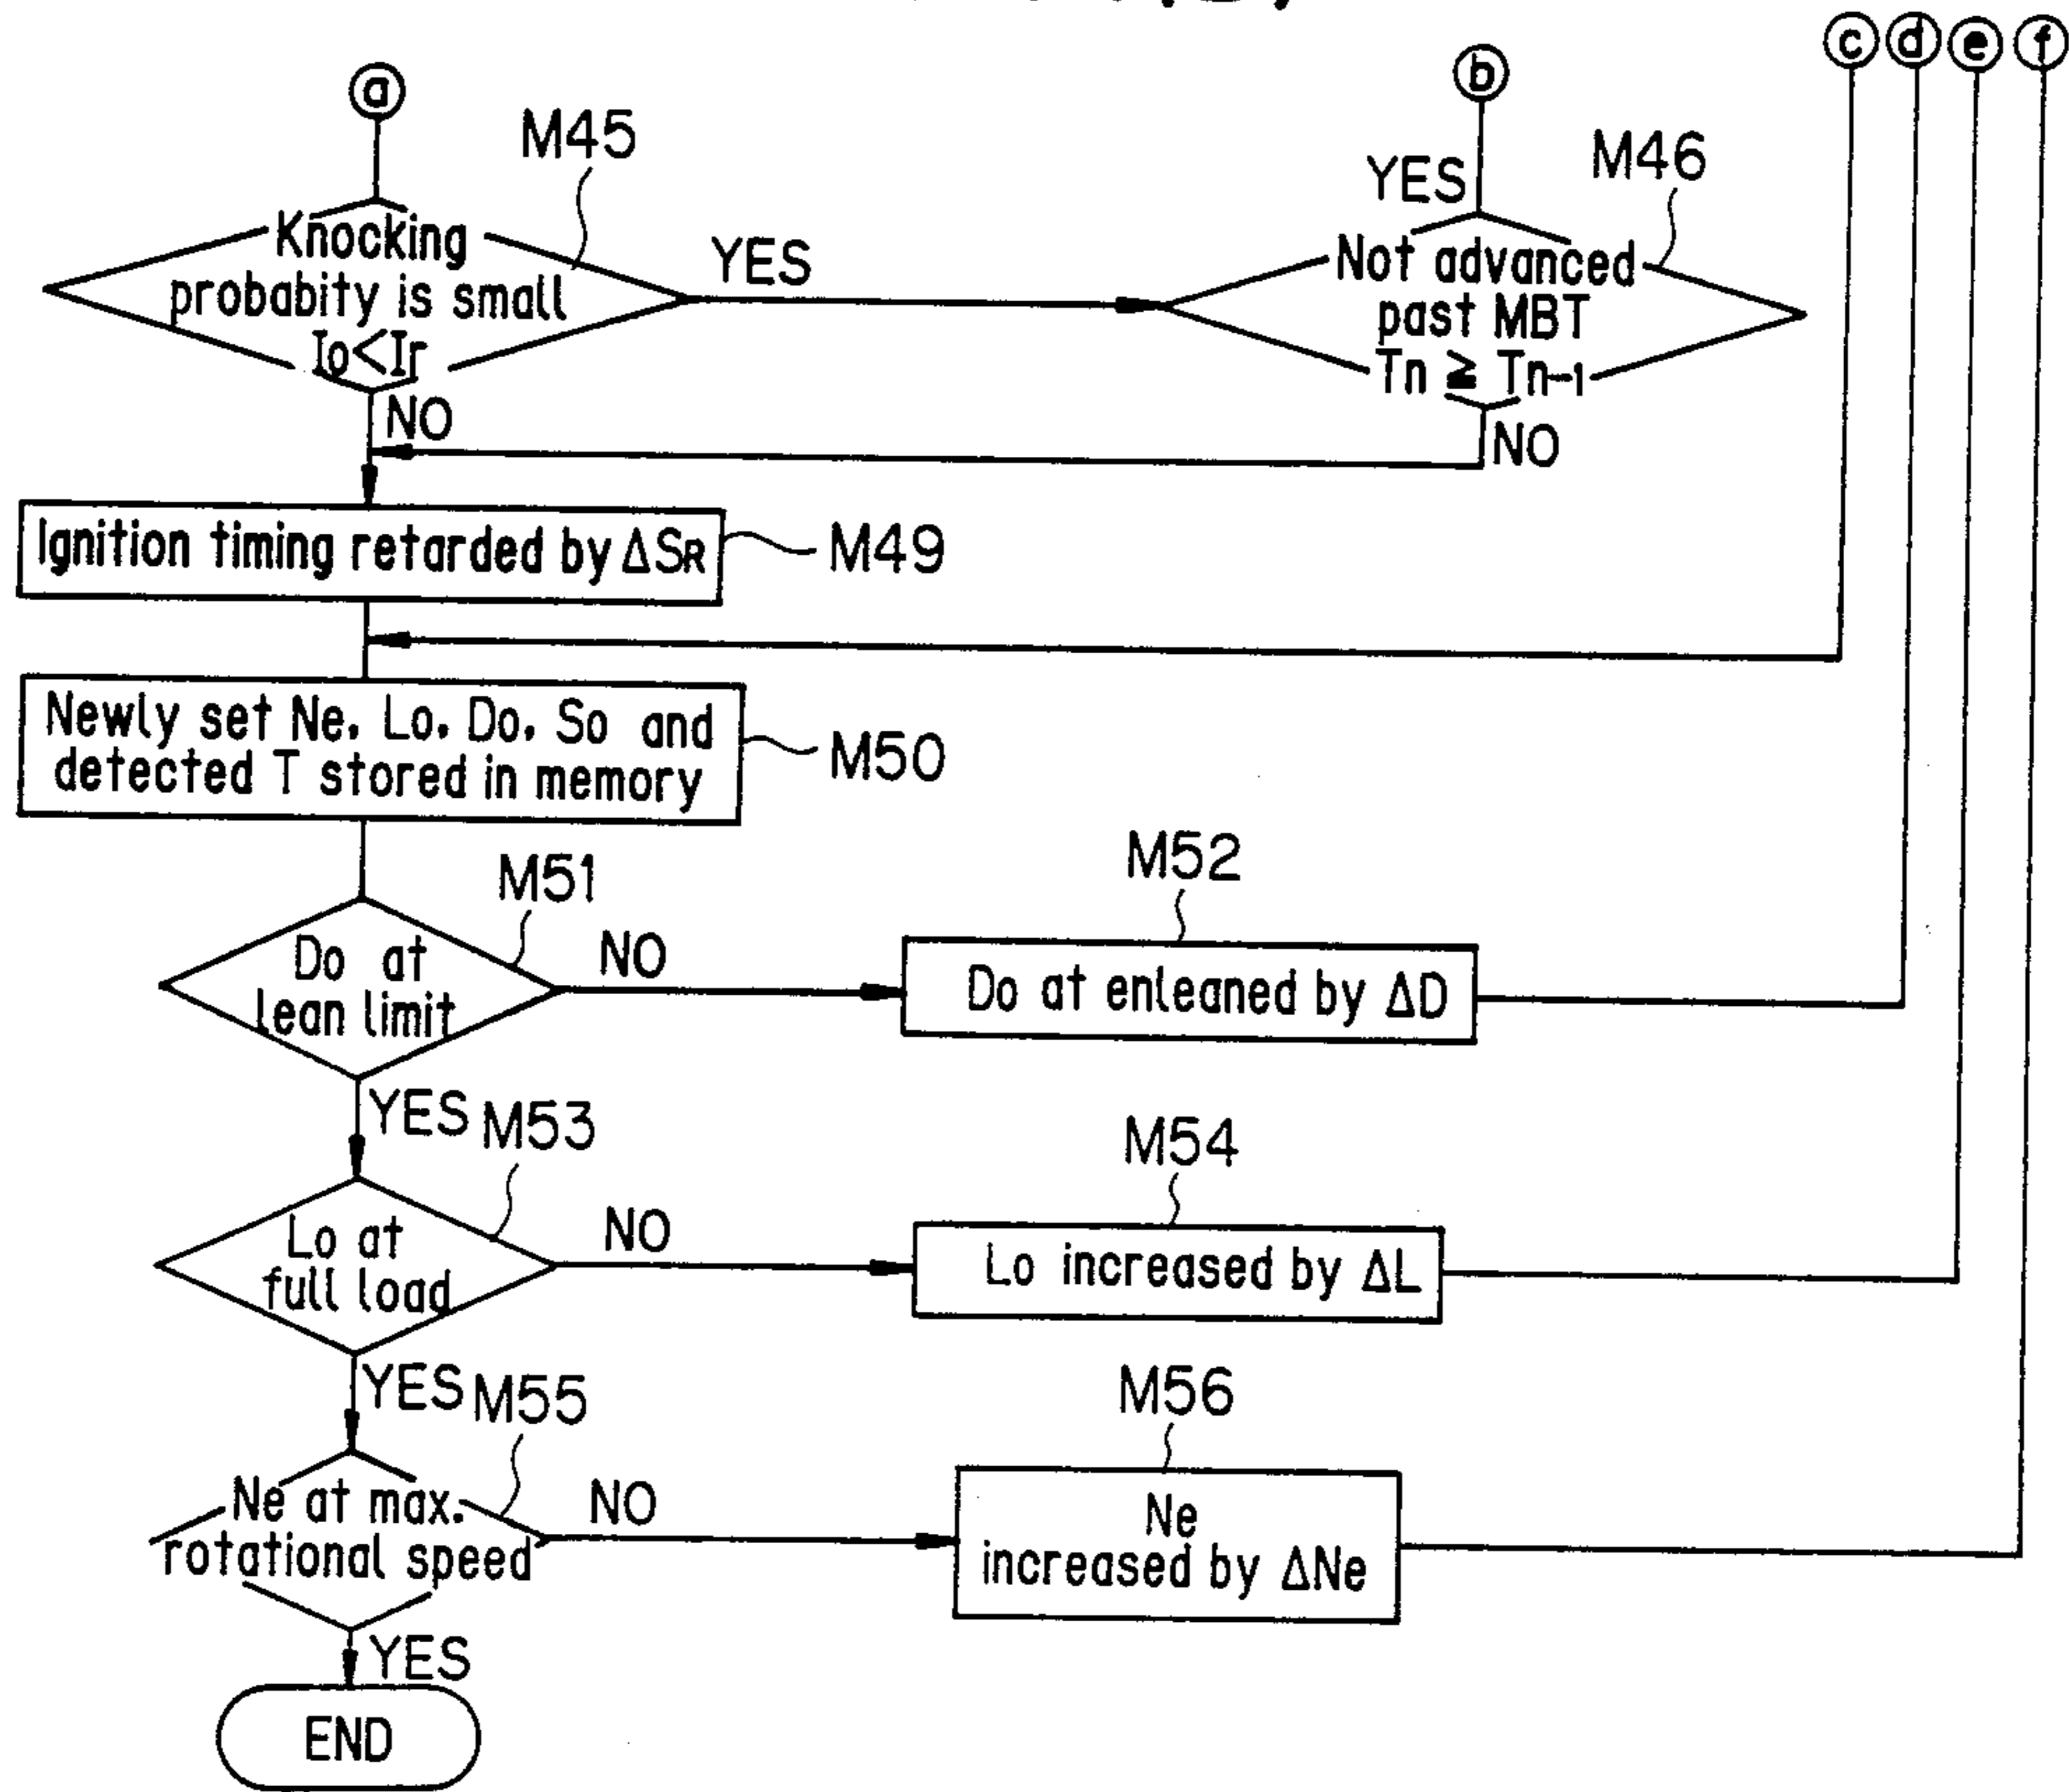 a
b
c d e f
M45
YES
M46
Knocking
probabity is small
Io<Ir
YES
Not advanced
past MBT
Tn ≧ Tn-1
NO
NO
Ignition timing retarded by ΔSR
M49
Newly set Ne, Lo, Do, So and
detected T stored in memory
M50
M51
M52
Do at
lean limit
NO
Do at enleaned by ΔD
YES
M53
M54
Lo at
full load
NO
Lo increased by ΔL
YES
M55
M56
Ne at max.
rotational speed
NO
Ne
increased by ΔNe
YES
END